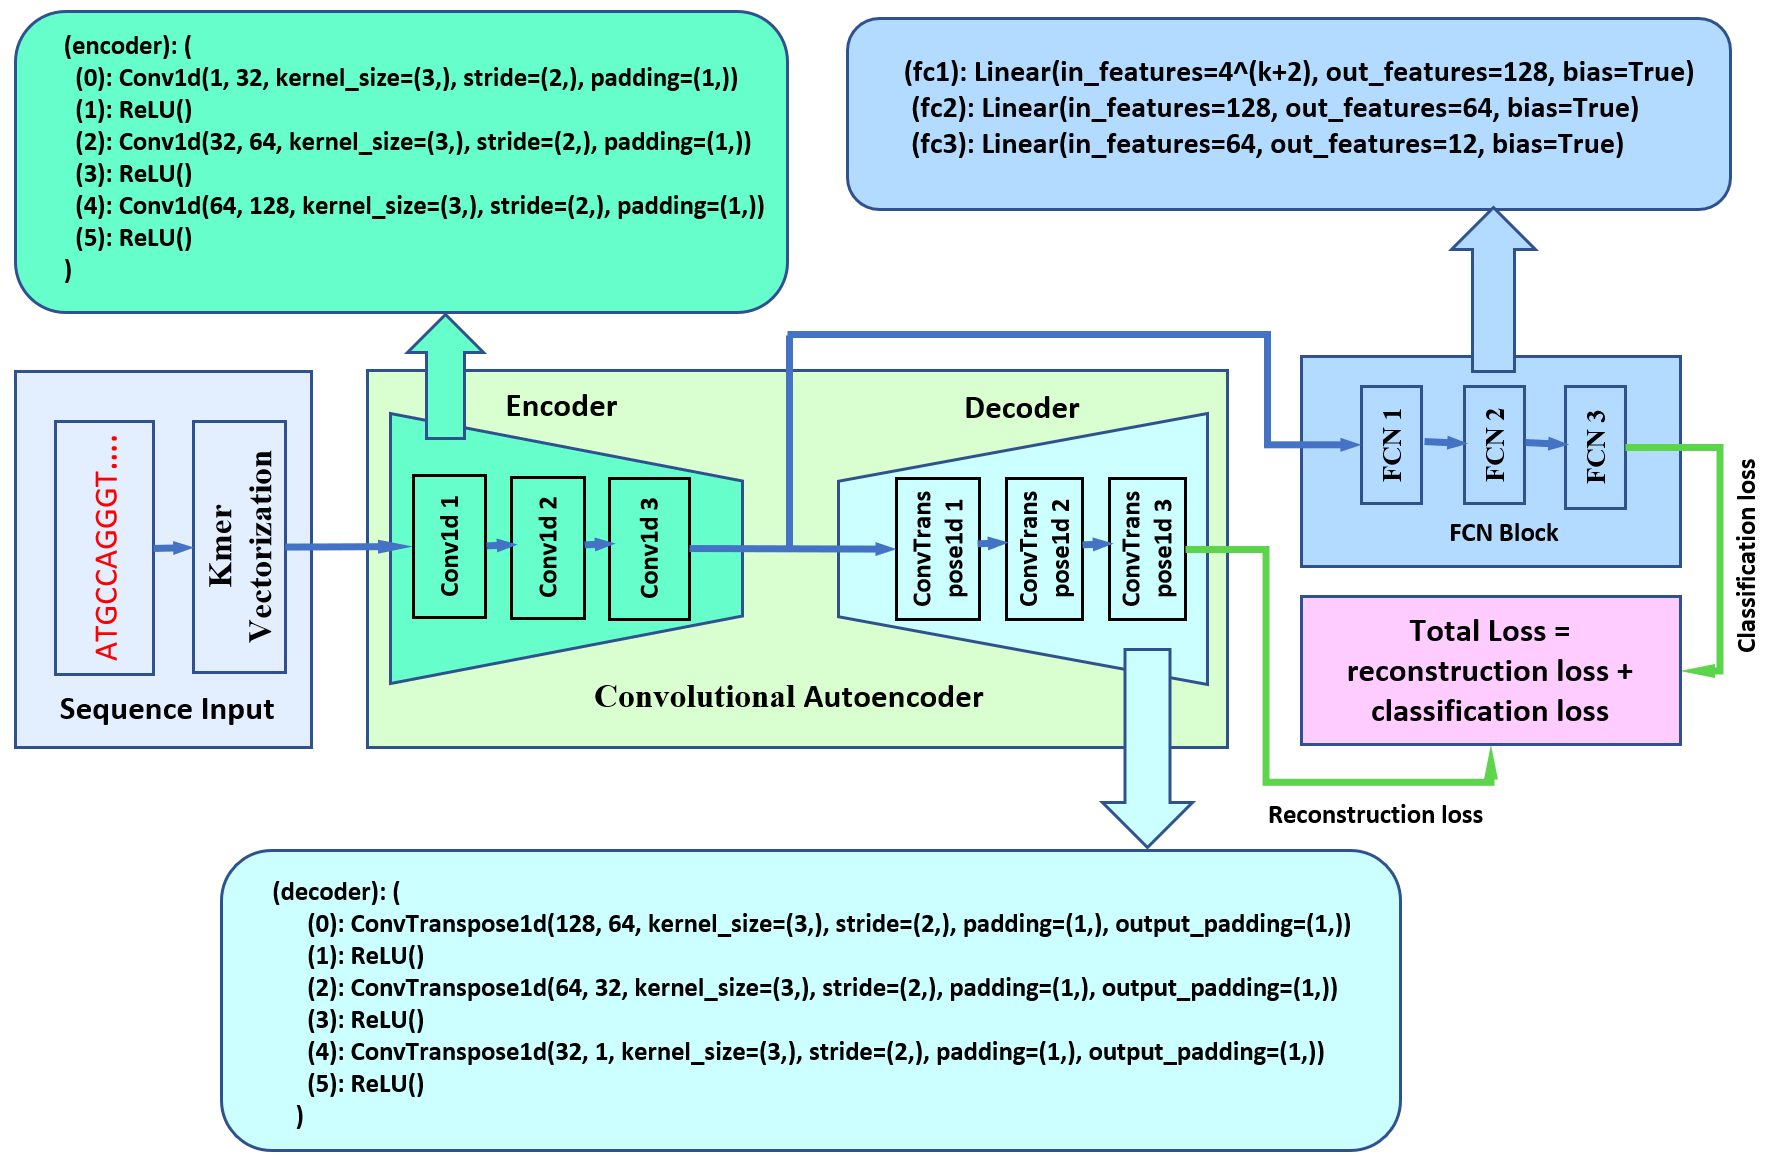 (encoder): (
(0): Conv1d(1, 32, kernel_size=(3,), stride=(2,), padding=(1,))
(1): ReLU()
(2): Conv1d(32, 64, kernel_size=(3,), stride=(2,), padding=(1,))
(3): ReLU()
(4): Conv1d(64, 128, kernel_size=(3,), stride=(2,), padding=(1,))
(5): ReLU()
)
(fc1): Linear(in_features=4^(k+2), out_features=128, bias=True)
(fc2): Linear(in_features=128, out_features=64, bias=True)
(fc3): Linear(in_features=64, out_features=12, bias=True)
ATGCCAGGGT....
Kmer
Vectorization
Sequence Input
Encoder
Conv1d 1
Conv1d 2
Conv1d 3
Decoder
ConvTrans
pose1d 1
ConvTrans
pose1d 2
ConvTrans
pose1d 3
Convolutional Autoencoder
FCN 1
FCN 2
FCN 3
FCN Block
Classification loss
Total Loss =
reconstruction loss +
classification loss
Reconstruction loss
(decoder): (
(0): ConvTranspose1d(128, 64, kernel_size=(3,), stride=(2,), padding=(1,), output_padding=(1,))
(1): ReLU()
(2): ConvTranspose1d(64, 32, kernel_size=(3,), stride=(2,), padding=(1,), output_padding=(1,))
(3): ReLU()
(4): ConvTranspose1d(32, 1, kernel_size=(3,), stride=(2,), padding=(1,), output_padding=(1,))
(5): ReLU()
)